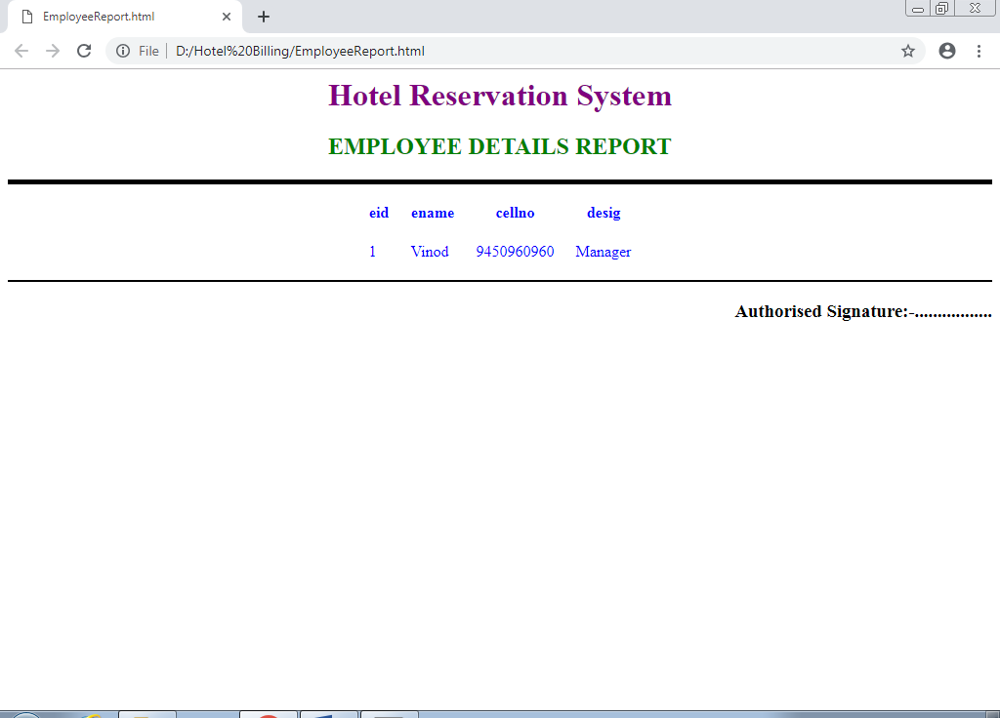 EmployeeReport.html
File D:/Hotel%20Billing/EmployeeReport.html
Hotel Reservation System
EMPLOYEE DETAILS REPORT
eid ename cellno desig
1 Vinod 9450960960 Manager
Authorised Signature:-.................